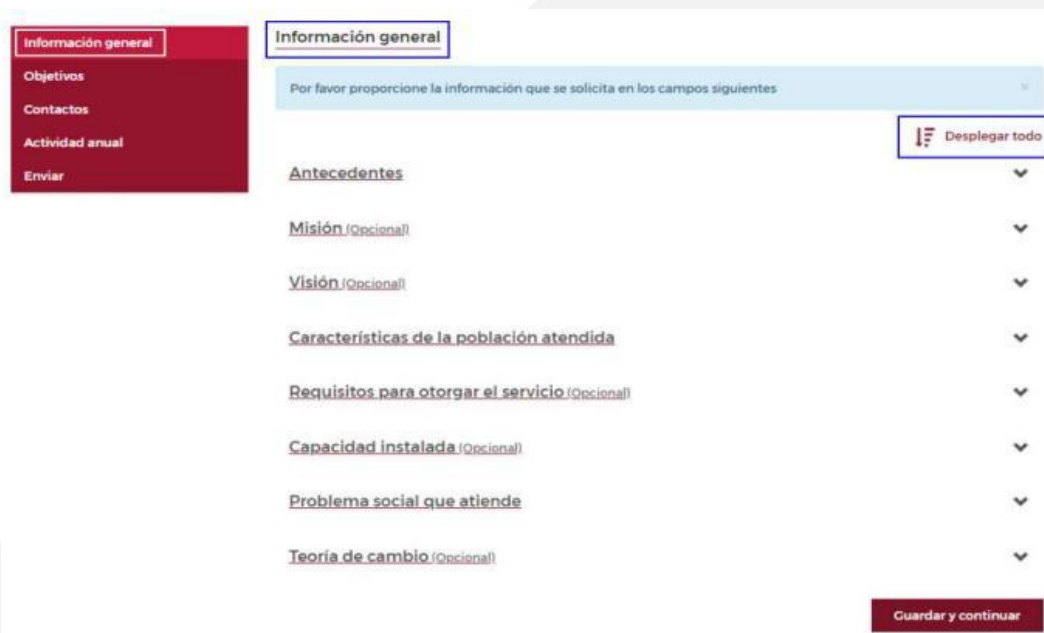 Información general
Objetivos
Contactos
Actividad anual
Enviar
Información general
Por favor proporcione la información que se solicita en los campos siguientes
×
Desplegar todo
Antecedentes
Misión (Opcional)
Visión (Opcional)
Características de la población atendida
Requisitos para otorgar el servicio (Opcional)
Capacidad instalada (Opcional)
Problema social que atiende
Teoría de cambio (Opcional)
Guardar y continuar